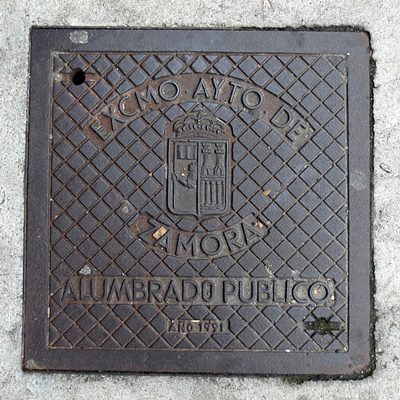 EXCMO·AYTO·DE
ZAMORA
ALUMBRADO PUBLICO
AÑO 1991